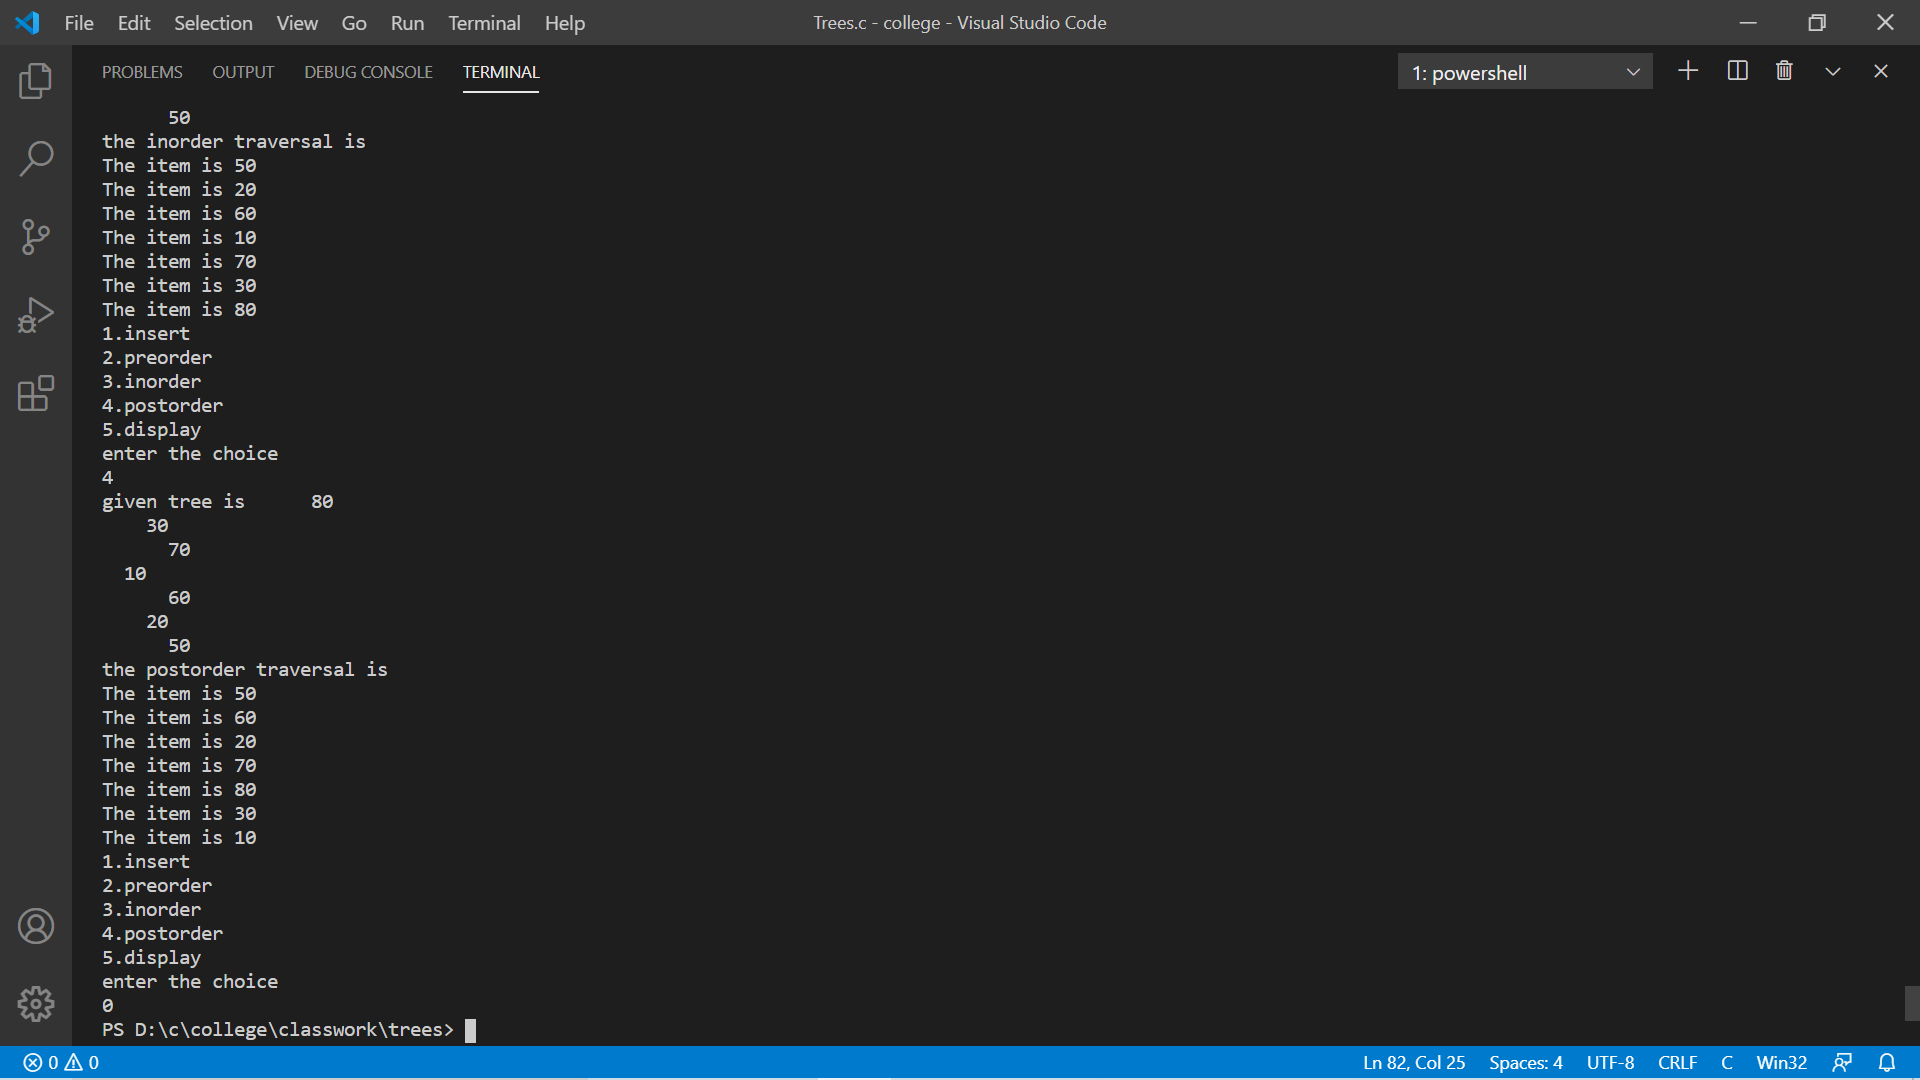 File Edit Selection View Go Run Terminal Help
Trees.c - college - Visual Studio Code
PROBLEMS OUTPUT DEBUG CONSOLE TERMINAL
1: powershell
50
the inorder traversal is
The item is 50
The item is 20
The item is 60
The item is 10
The item is 70
The item is 30
The item is 80
1.insert
2.preorder
3.inorder
4.postorder
5.display
enter the choice
4
given tree is      80
    30
      70
  10
      60
    20
      50
the postorder traversal is
The item is 50
The item is 60
The item is 20
The item is 70
The item is 80
The item is 30
The item is 10
1.insert
2.preorder
3.inorder
4.postorder
5.display
enter the choice
0
PS D:\c\college\classwork\trees>
0 0
Ln 82, Col 25 Spaces: 4 UTF-8 CRLF C Win32